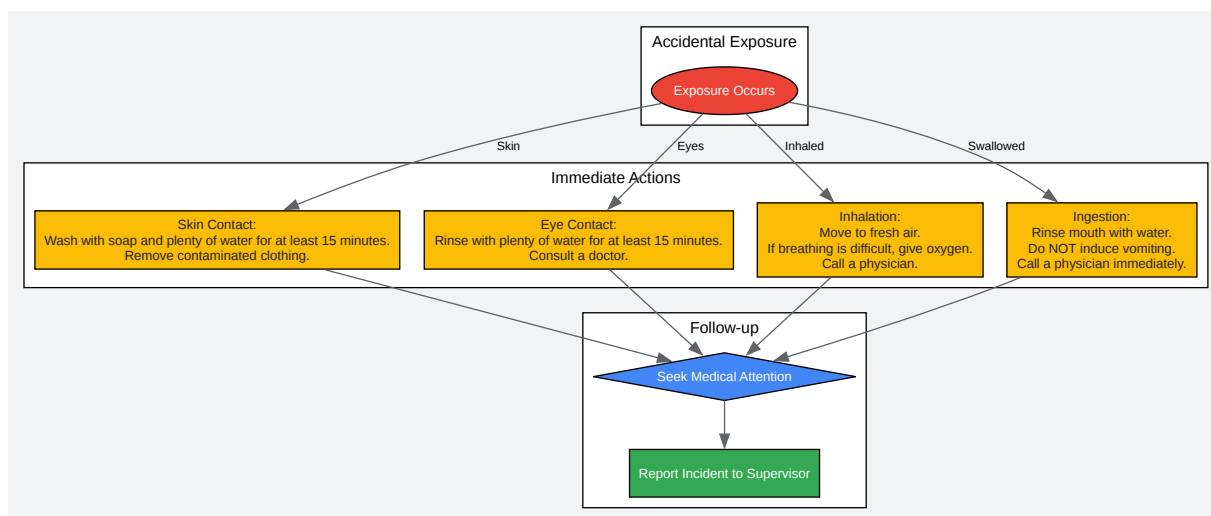 Accidental Exposure
Exposure Occurs
Skin
Eyes
Inhaled
Swallowed
Immediate Actions
Skin Contact:
Wash with soap and plenty of water for at least 15 minutes.
Remove contaminated clothing.
Eye Contact:
Rinse with plenty of water for at least 15 minutes.
Consult a doctor.
Inhalation:
Move to fresh air.
If breathing is difficult, give oxygen.
Call a physician.
Ingestion:
Rinse mouth with water.
Do NOT induce vomiting.
Call a physician immediately.
Follow-up
Seek Medical Attention
Report Incident to Supervisor